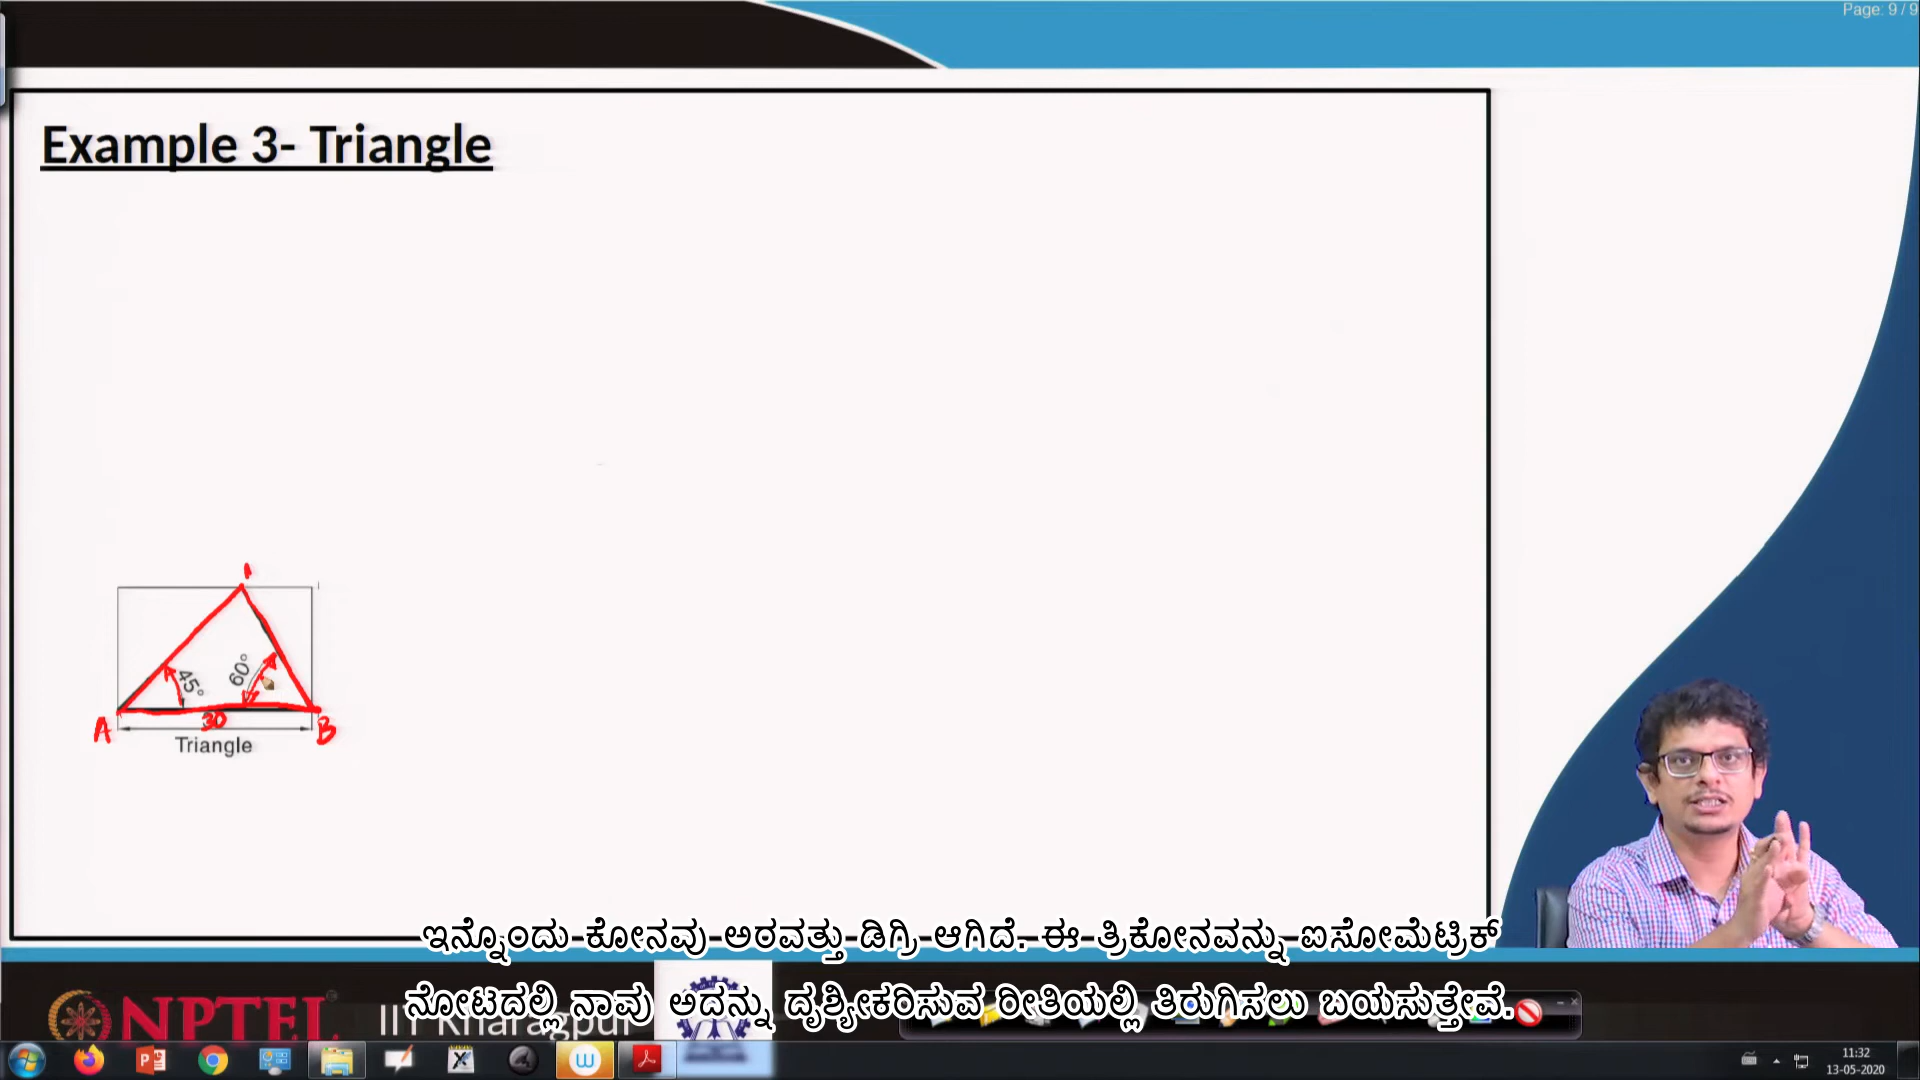 Page: 9 / 9
Example 3- Triangle
45°
60°
30
A
B
Triangle
ಇನ್ನೊಂದು ಕೋನವು ಅಠವತ್ತು ಡಿಗ್ರಿ ಆಗಿದೆ. ಈ ತ್ರಿಕೋನವನ್ನು ಐಸೋಮೆಟ್ರಿಕ್
ನೋಟದಲ್ಲಿ ನಾವು ಅದನ್ನು ದೃಶ್ಯೀಕರಿಸುವ ರೀತಿಯಲ್ಲಿ ತಿರುಗಿಸಲು ಬಯಸುತ್ತೇವೆ.
NPTEL
IIT Kharagpur
11:32
13-05-2020